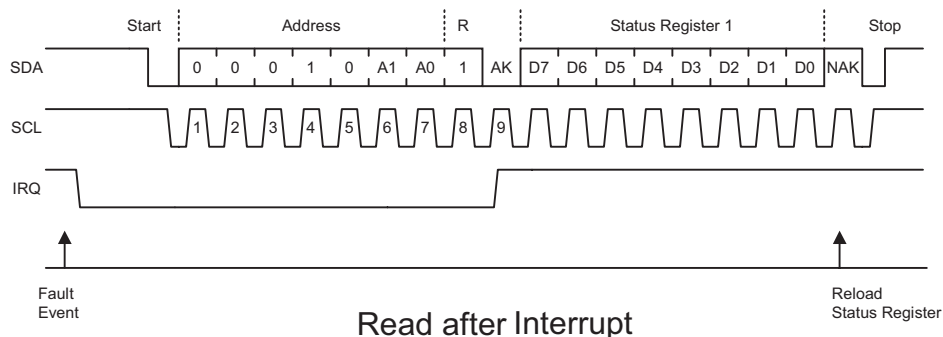 Start Address R Status Register 1 Stop
SDA 0 0 0 1 0 A1 A0 1 AK D7 D6 D5 D4 D3 D2 D1 D0 NAK
SCL 1 2 3 4 5 6 7 8 9
IRQ
Fault
Event
Reload
Status Register
Read after Interrupt